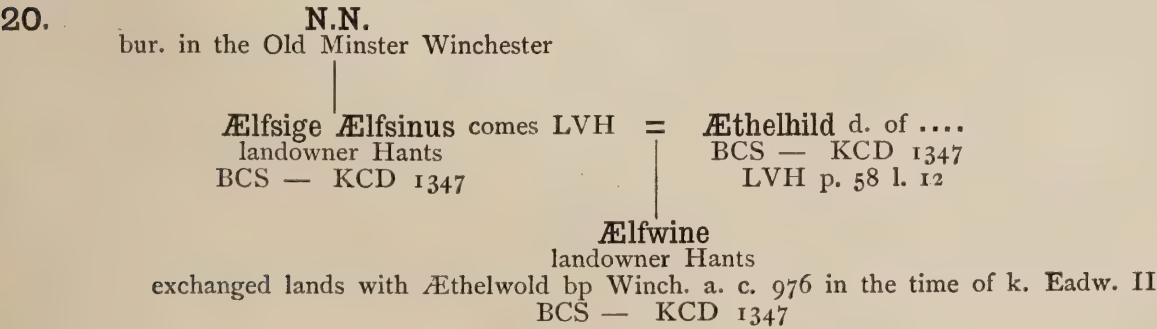 20. N.N.
bur. in the Old Minster Winchester
Ælfsige Ælfsinus comes LVH = Æthelhild d. of ....
landowner Hants BCS — KCD 1347
BCS — KCD 1347 LVH p. 58 l. 12
Ælfwine
landowner Hants
exchanged lands with Æthelwold bp Winch. a. c. 976 in the time of k. Eadw. II
BCS — KCD 1347